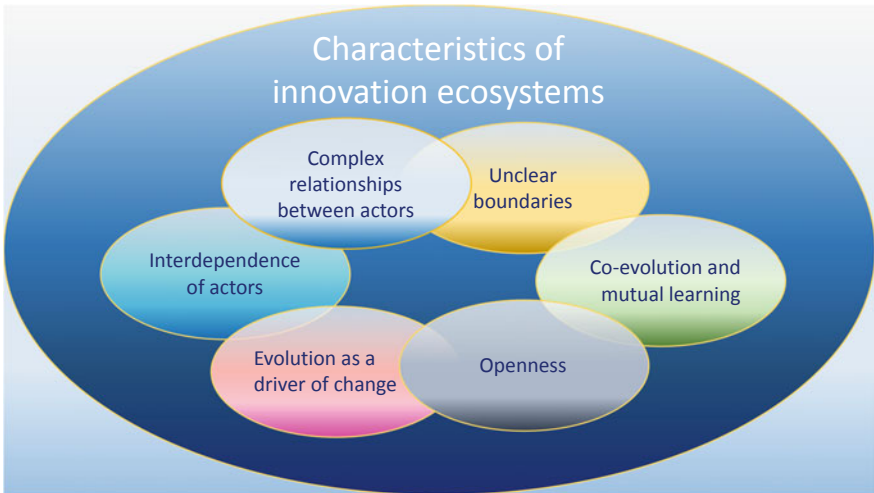 Characteristics of
innovation ecosystems
Complex
relationships
between actors
Unclear
boundaries
Interdependence
of actors
Co-evolution and
mutual learning
Evolution as a
driver of change
Openness